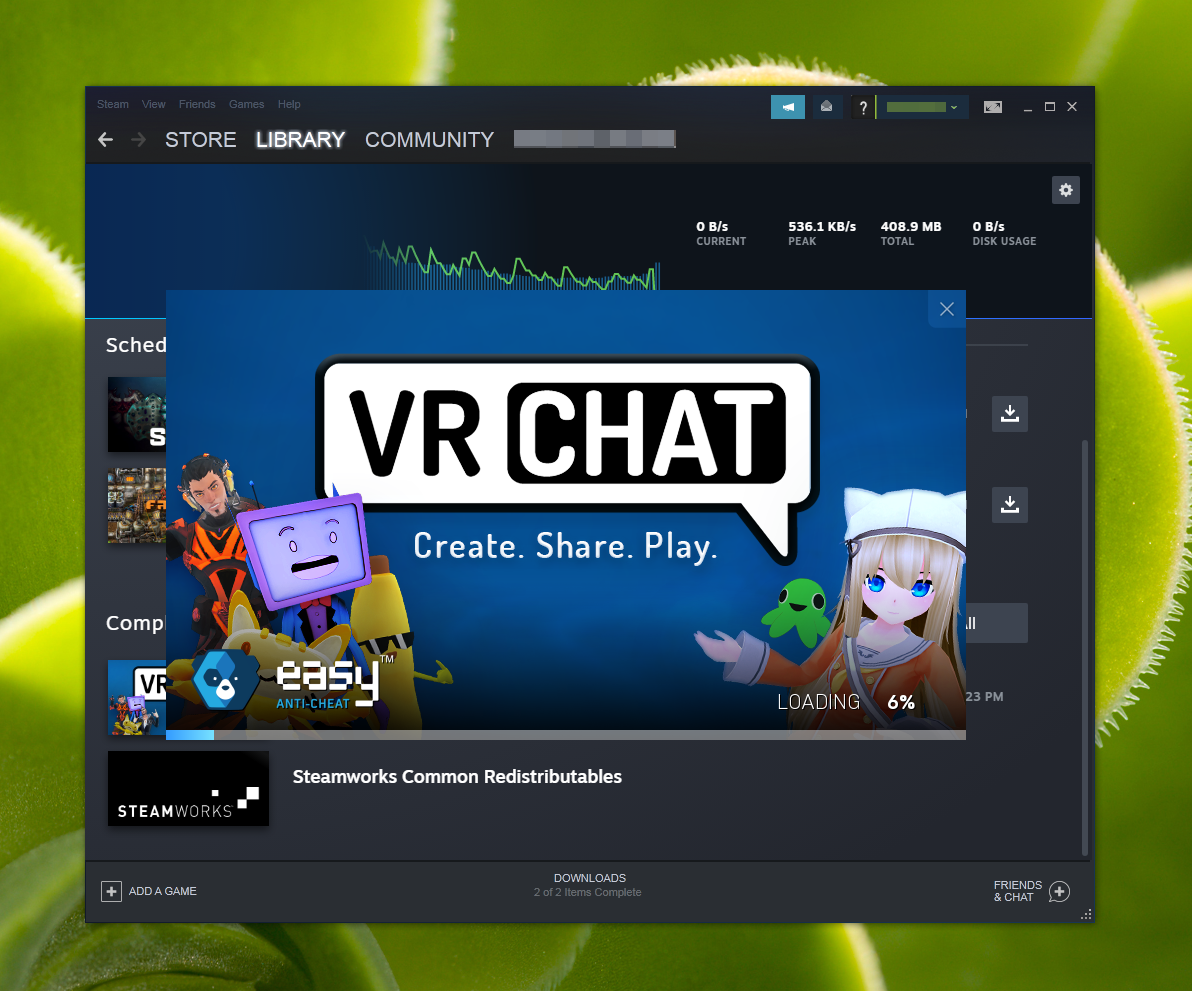 Steam View Friends Games Help
?
STORE LIBRARY COMMUNITY
0 B/s 536.1 KB/s 408.9 MB 0 B/s
CURRENT PEAK TOTAL DISK USAGE
Sched
VR CHAT
Create. Share. Play.
Compl
VR
easy™
ANTI-CHEAT
LOADING 6%
23 PM
Steamworks Common Redistributables
STEAMWORKS
ADD A GAME
DOWNLOADS
2 of 2 Items Complete
FRIENDS
& CHAT